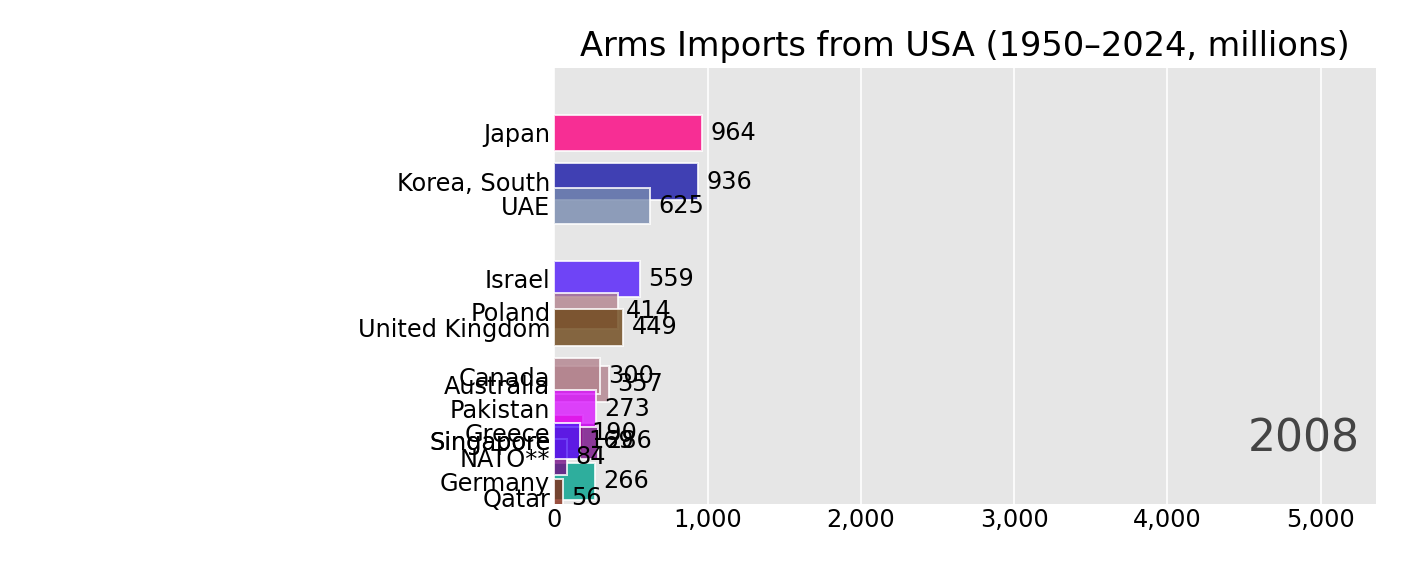 Arms Imports from USA (1950–2024, millions)
Japan 964
Korea, South 936
UAE 625
Israel 559
Poland 414
United Kingdom 449
Canada 300
Australia 357
Pakistan 273
Greece 190
Singapore 169 286
NATO** 84
Germany 266
Qatar 56
2008
0 1,000 2,000 3,000 4,000 5,000